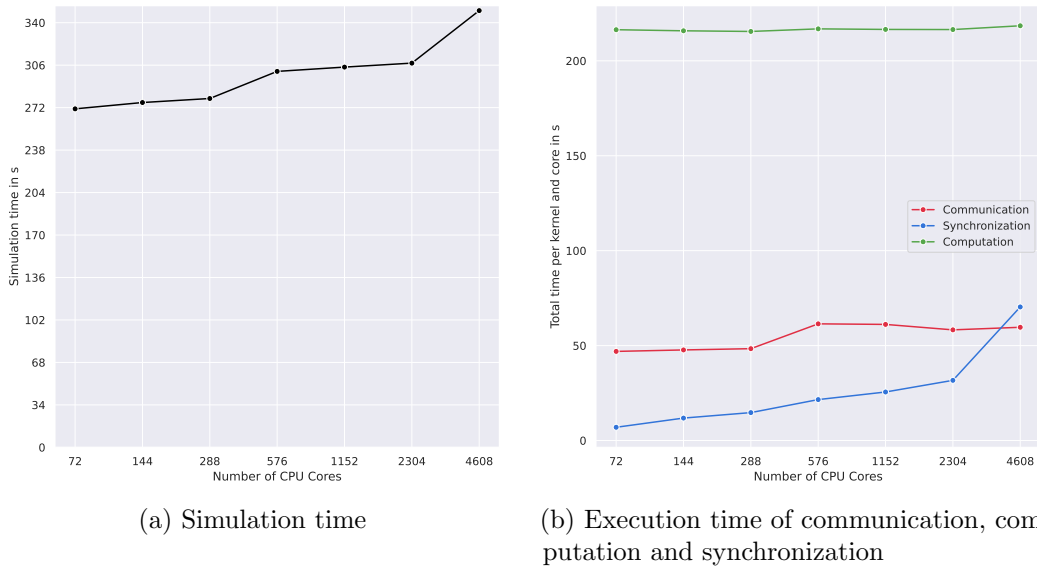 340
306
272
238
204
170
136
102
68
34
0
Simulation time in s
72 144 288 576 1152 2304 4608
Number of CPU Cores
(a) Simulation time
200
150
100
50
0
Total time per kernel and core in s
Communication
Synchronization
Computation
72 144 288 576 1152 2304 4608
Number of CPU Cores
(b) Execution time of communication, com
putation and synchronization